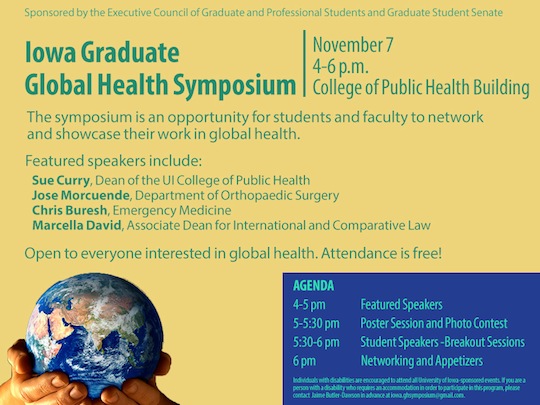 Sponsored by the Executive Council of Graduate and Professional Students and Graduate Student Senate
Iowa Graduate
Global Health Symposium
November 7
4-6 p.m.
College of Public Health Building
The symposium is an opportunity for students and faculty to network
and showcase their work in global health.
Featured speakers include:
Sue Curry, Dean of the UI College of Public Health
Jose Morcuende, Department of Orthopaedic Surgery
Chris Buresh, Emergency Medicine
Marcella David, Associate Dean for International and Comparative Law
Open to everyone interested in global health. Attendance is free!
AGENDA
4-5 pm Featured Speakers
5-5:30 pm Poster Session and Photo Contest
5:30-6 pm Student Speakers -Breakout Sessions
6 pm Networking and Appetizers
Individuals with disabilities are encouraged to attend all University of Iowa-sponsored events. If you are a
person with a disability who requires an accommodation in order to participate in this program, please
contact Jaime Butler-Dawson in advance at iowa.ghsymposium@gmail.com.